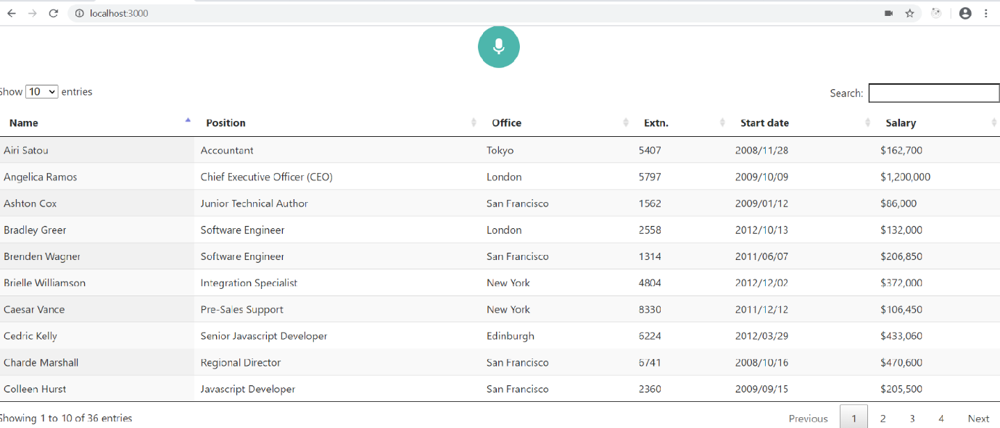 localhost:3000
Show 10 entries Search:
Name Position Office Extn. Start date Salary
Airi Satou Accountant Tokyo 5407 2008/11/28 $162,700
Angelica Ramos Chief Executive Officer (CEO) London 5797 2009/10/09 $1,200,000
Ashton Cox Junior Technical Author San Francisco 1562 2009/01/12 $86,000
Bradley Greer Software Engineer London 2558 2012/10/13 $132,000
Brenden Wagner Software Engineer San Francisco 1314 2011/06/07 $206,850
Brielle Williamson Integration Specialist New York 4804 2012/12/02 $372,000
Caesar Vance Pre-Sales Support New York 8330 2011/12/12 $106,450
Cedric Kelly Senior Javascript Developer Edinburgh 6224 2012/03/29 $433,060
Charde Marshall Regional Director San Francisco 6741 2008/10/16 $470,600
Colleen Hurst Javascript Developer San Francisco 2360 2009/09/15 $205,500
Showing 1 to 10 of 36 entries Previous 1 2 3 4 Next